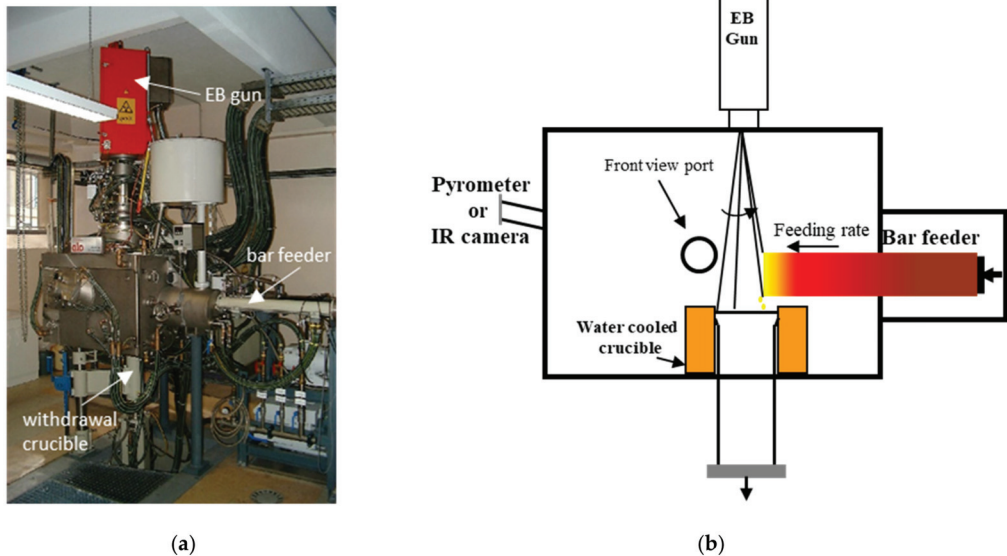 EB gun
bar feeder
withdrawal
crucible
(a)
EB
Gun
Front view port
Pyrometer
or
IR camera
Feeding rate
Bar feeder
Water cooled
crucible
(b)